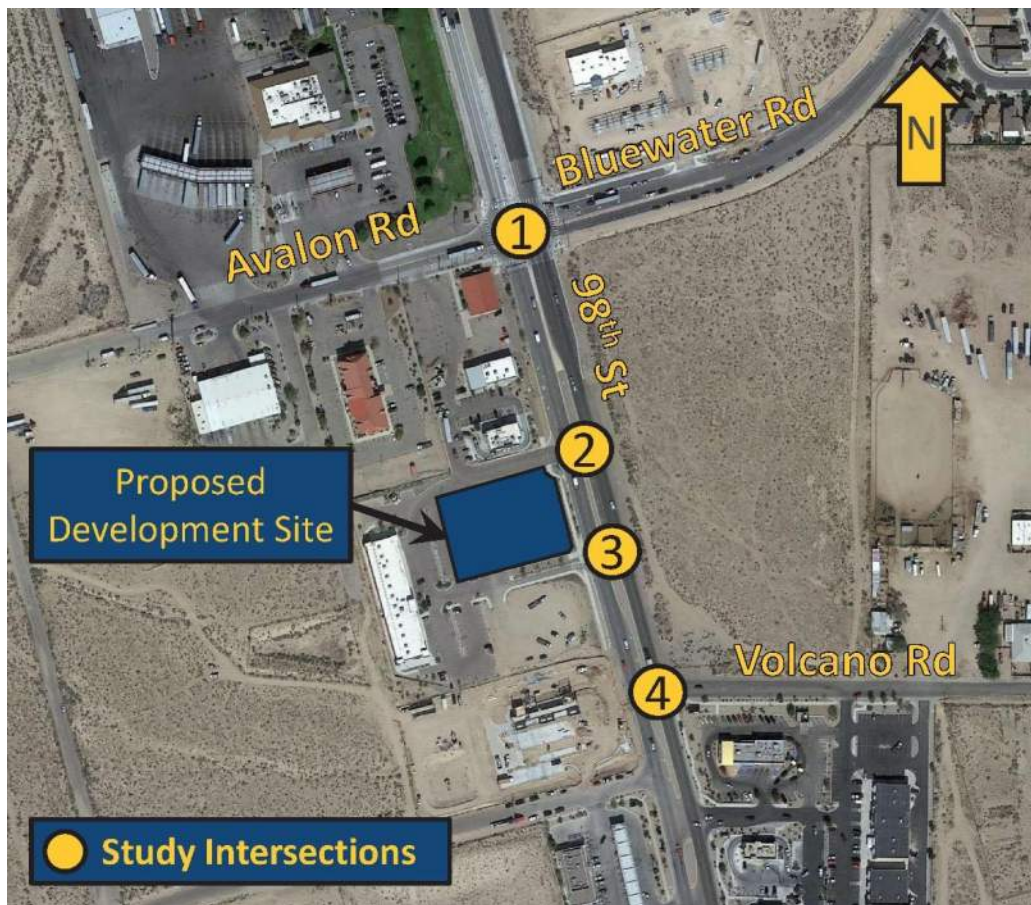 N
Bluewater Rd
Avalon Rd
1
98th St
2
Proposed
Development Site
3
Volcano Rd
4
Study Intersections